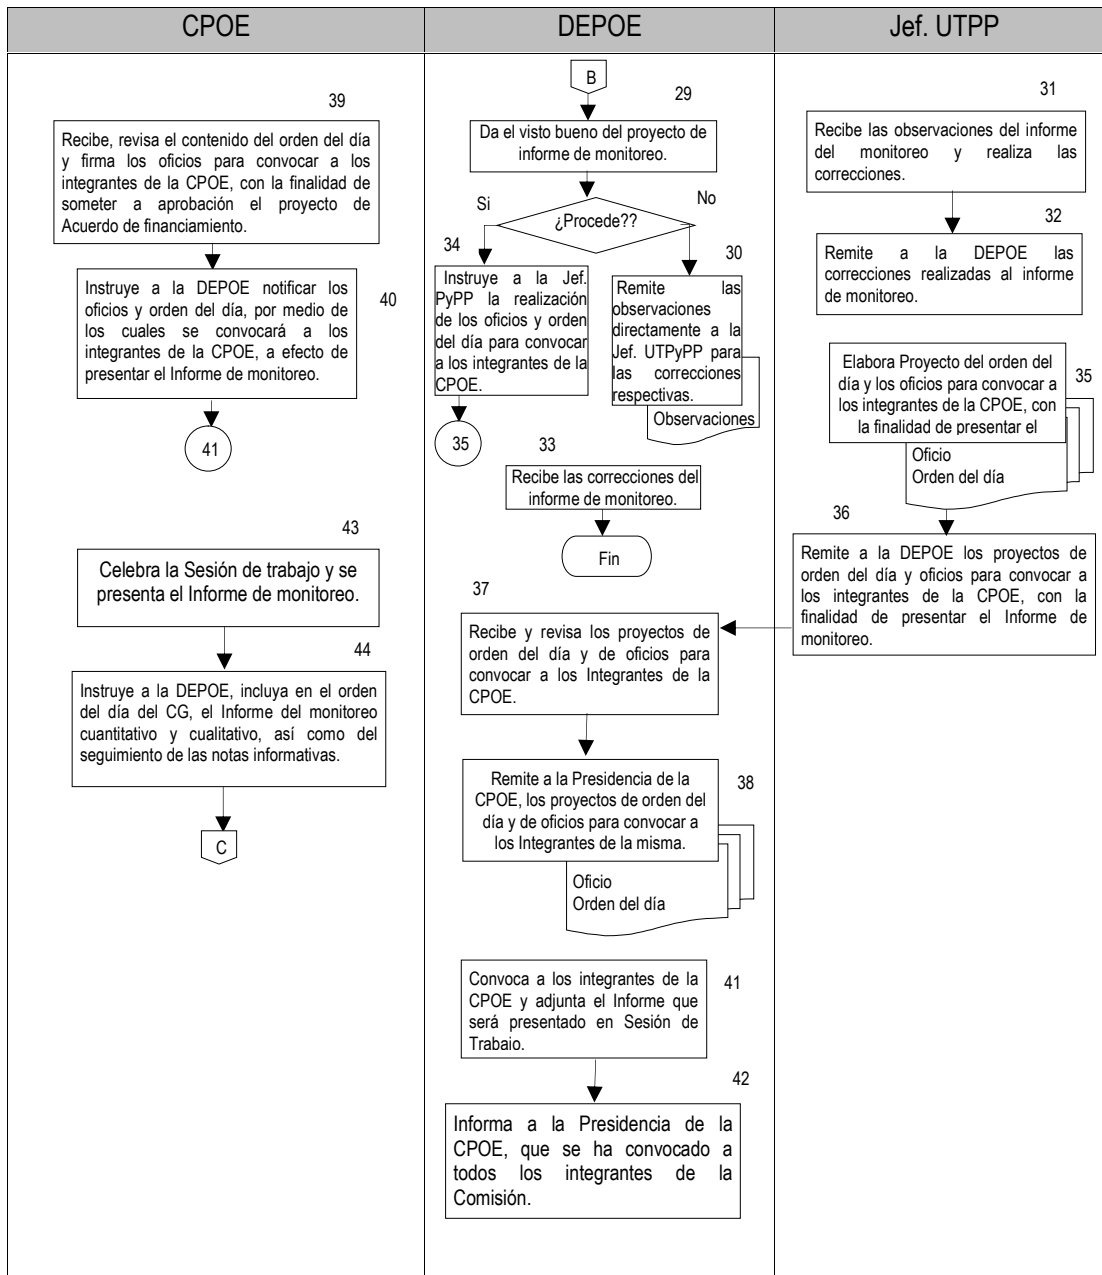 CPOE
DEPOE
Jef. UTPP
39
Recibe, revisa el contenido del orden del día
y firma los oficios para convocar a los
integrantes de la CPOE, con la finalidad de
someter a aprobación el proyecto de
Acuerdo de financiamiento.
40
Instruye a la DEPOE notificar los
oficios y orden del día, por medio de
los cuales se convocará a los
integrantes de la CPOE, a efecto de
presentar el Informe de monitoreo.
41
43
Celebra la Sesión de trabajo y se
presenta el Informe de monitoreo.
44
Instruye a la DEPOE, incluya en el orden
del día del CG, el Informe del monitoreo
cuantitativo y cualitativo, así como del
seguimiento de las notas informativas.
C
B
29
Da el visto bueno del proyecto de
informe de monitoreo.
Si
¿Procede??
No
34
Instruye a la Jef.
PyPP la realización
de los oficios y orden
del día para convocar
a los integrantes de la
CPOE.
35
30
Remite las
observaciones
directamente a la
Jef. UTPyPP para
las correcciones
respectivas.
Observaciones
33
Recibe las correcciones del
informe de monitoreo.
Fin
37
Recibe y revisa los proyectos de
orden del día y de oficios para
convocar a los Integrantes de la
CPOE.
38
Remite a la Presidencia de la
CPOE, los proyectos de orden del
día y de oficios para convocar a
los Integrantes de la misma.
Oficio
Orden del día
41
Convoca a los integrantes de la
CPOE y adjunta el Informe que
será presentado en Sesión de
Trabajo.
42
Informa a la Presidencia de la
CPOE, que se ha convocado a
todos los integrantes de la
Comisión.
31
Recibe las observaciones del informe
del monitoreo y realiza las
correcciones.
32
Remite a la DEPOE las
correcciones realizadas al informe
de monitoreo.
35
Elabora Proyecto del orden del
día y los oficios para convocar a
los integrantes de la CPOE, con
la finalidad de presentar el
Oficio
Orden del día
36
Remite a la DEPOE los proyectos de
orden del día y oficios para convocar a
los integrantes de la CPOE, con la
finalidad de presentar el Informe de
monitoreo.